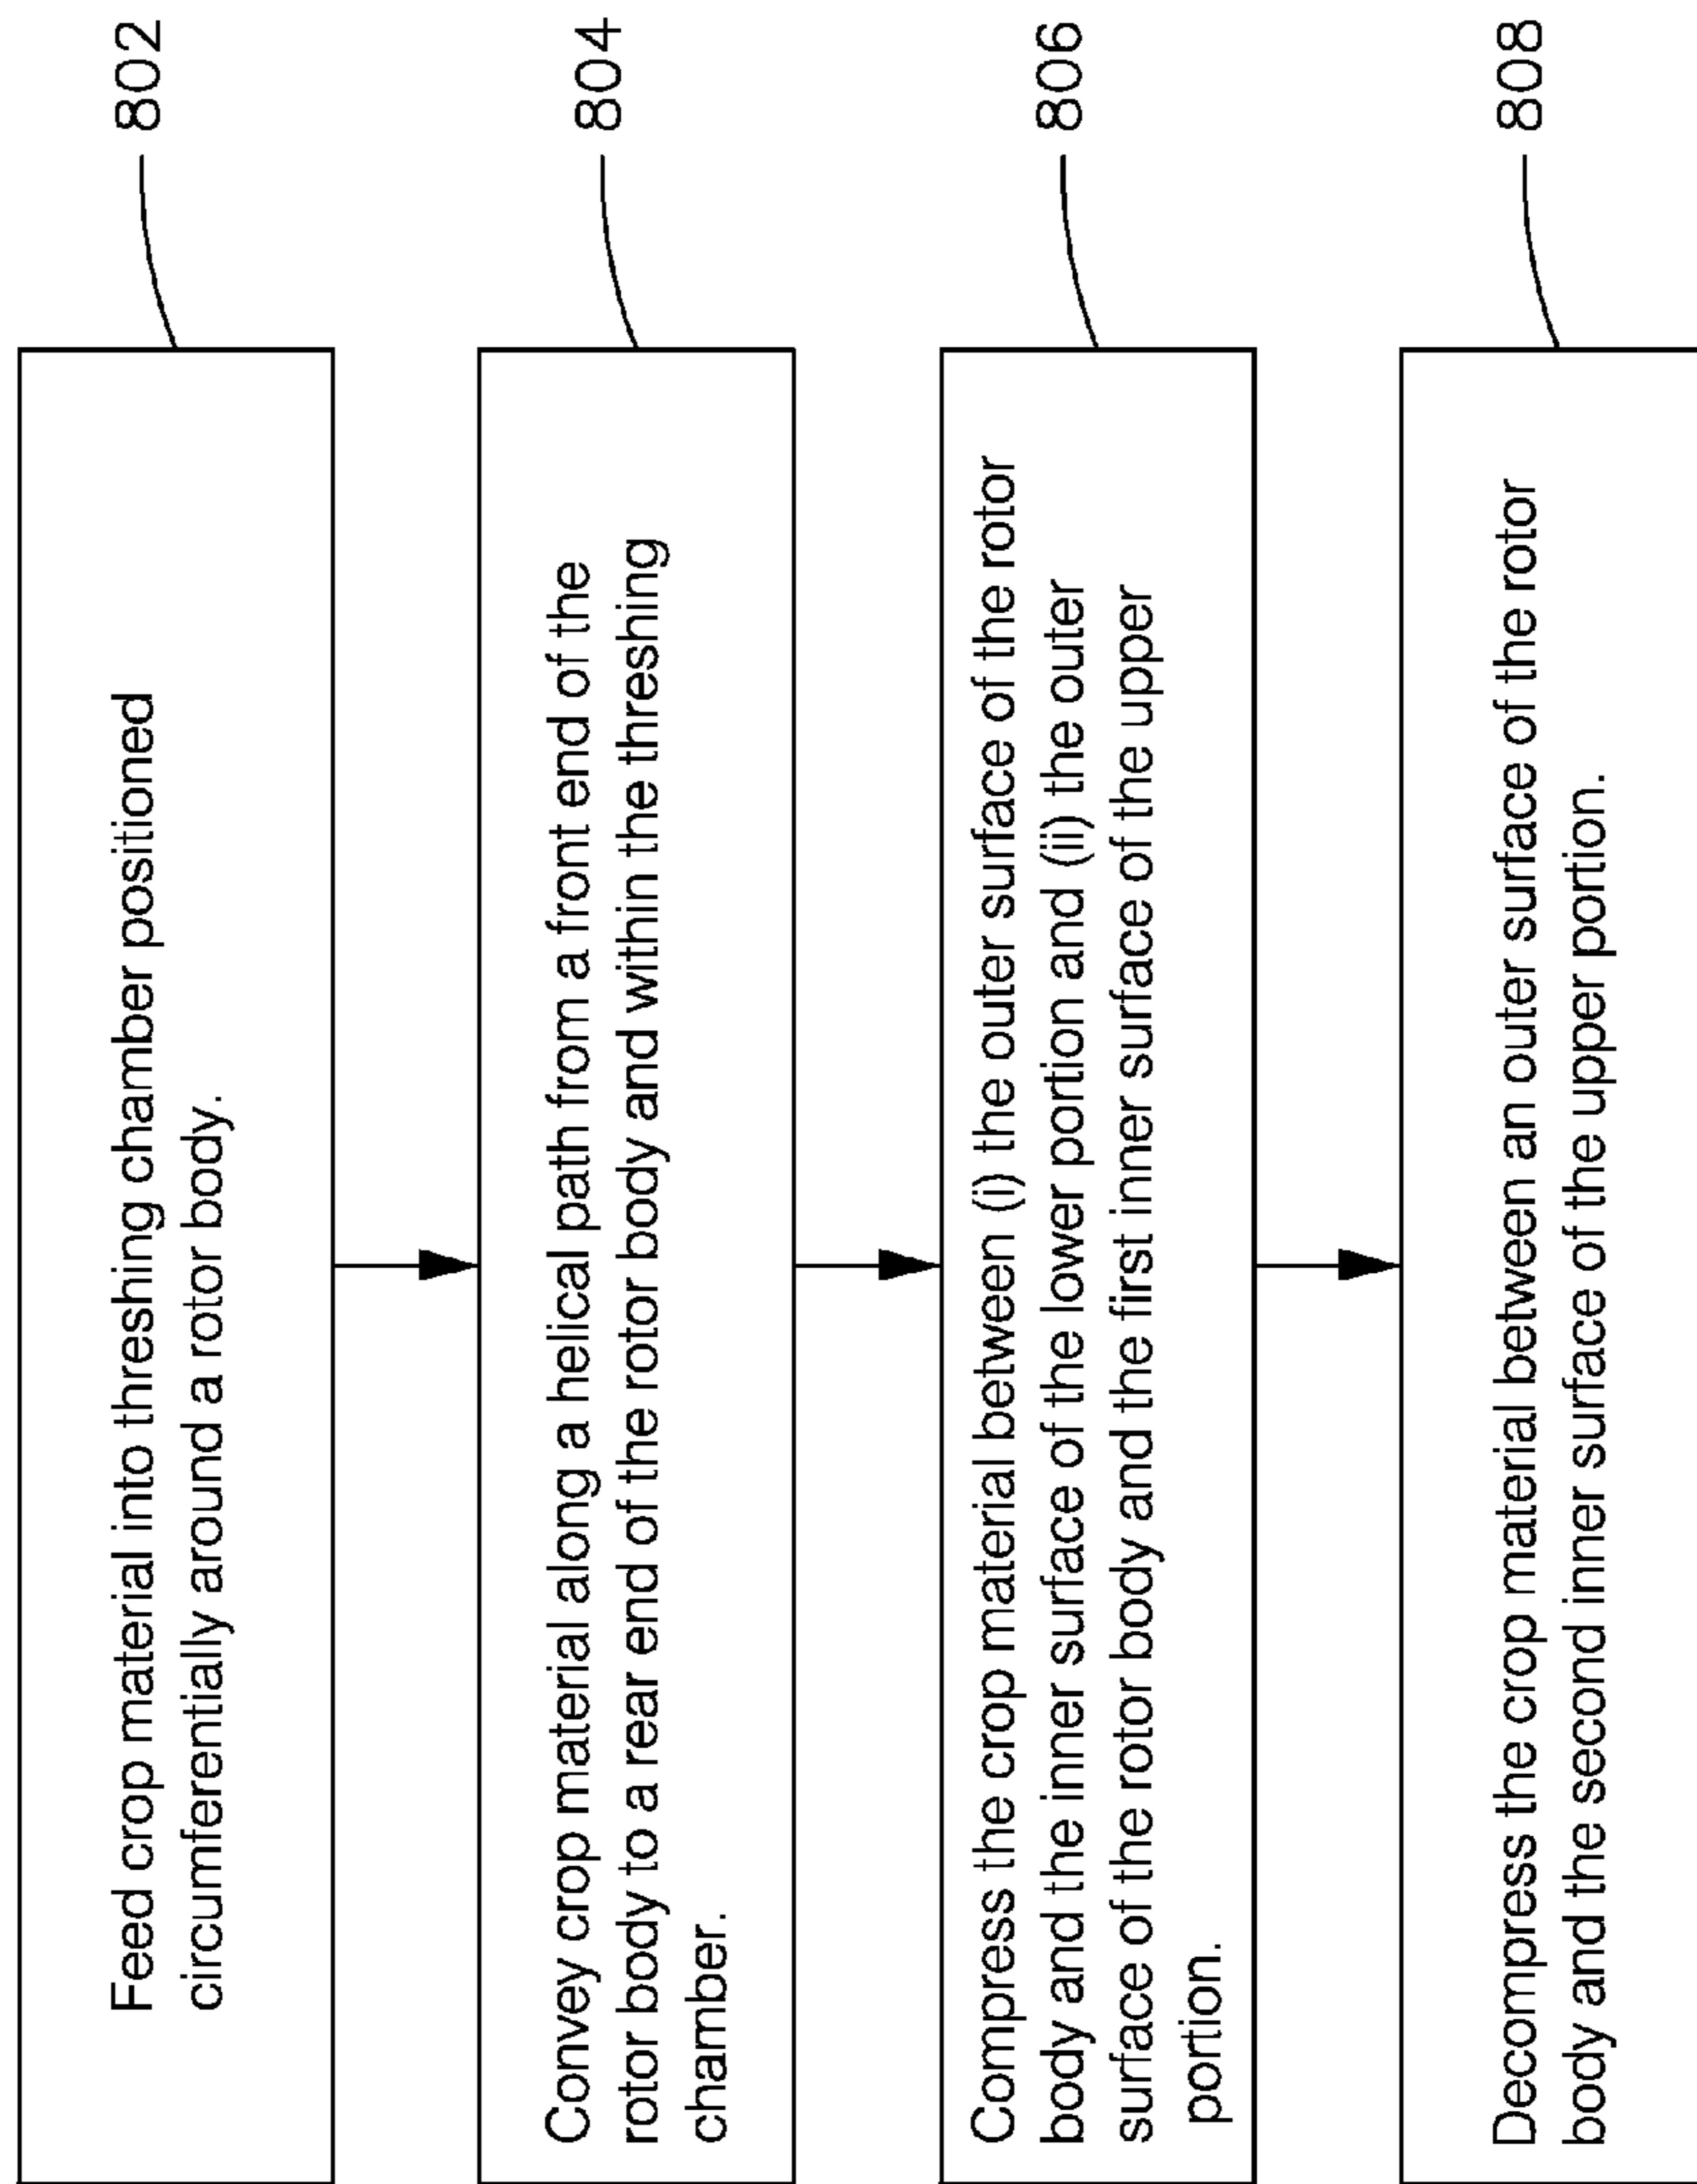 Feed crop material into threshing chamber positioned
circumferentially around a rotor body.
802
Convey crop material along a helical path from a front end of the
rotor body to a rear end of the rotor body and within the threshing
chamber.
804
Compress the crop material between (i) the outer surface of the rotor
body and the inner surface of the lower portion and (ii) the outer
surface of the rotor body and the first inner surface of the upper
portion.
806
Decompress the crop material between an outer surface of the rotor
body and the second inner surface of the upper portion.
808